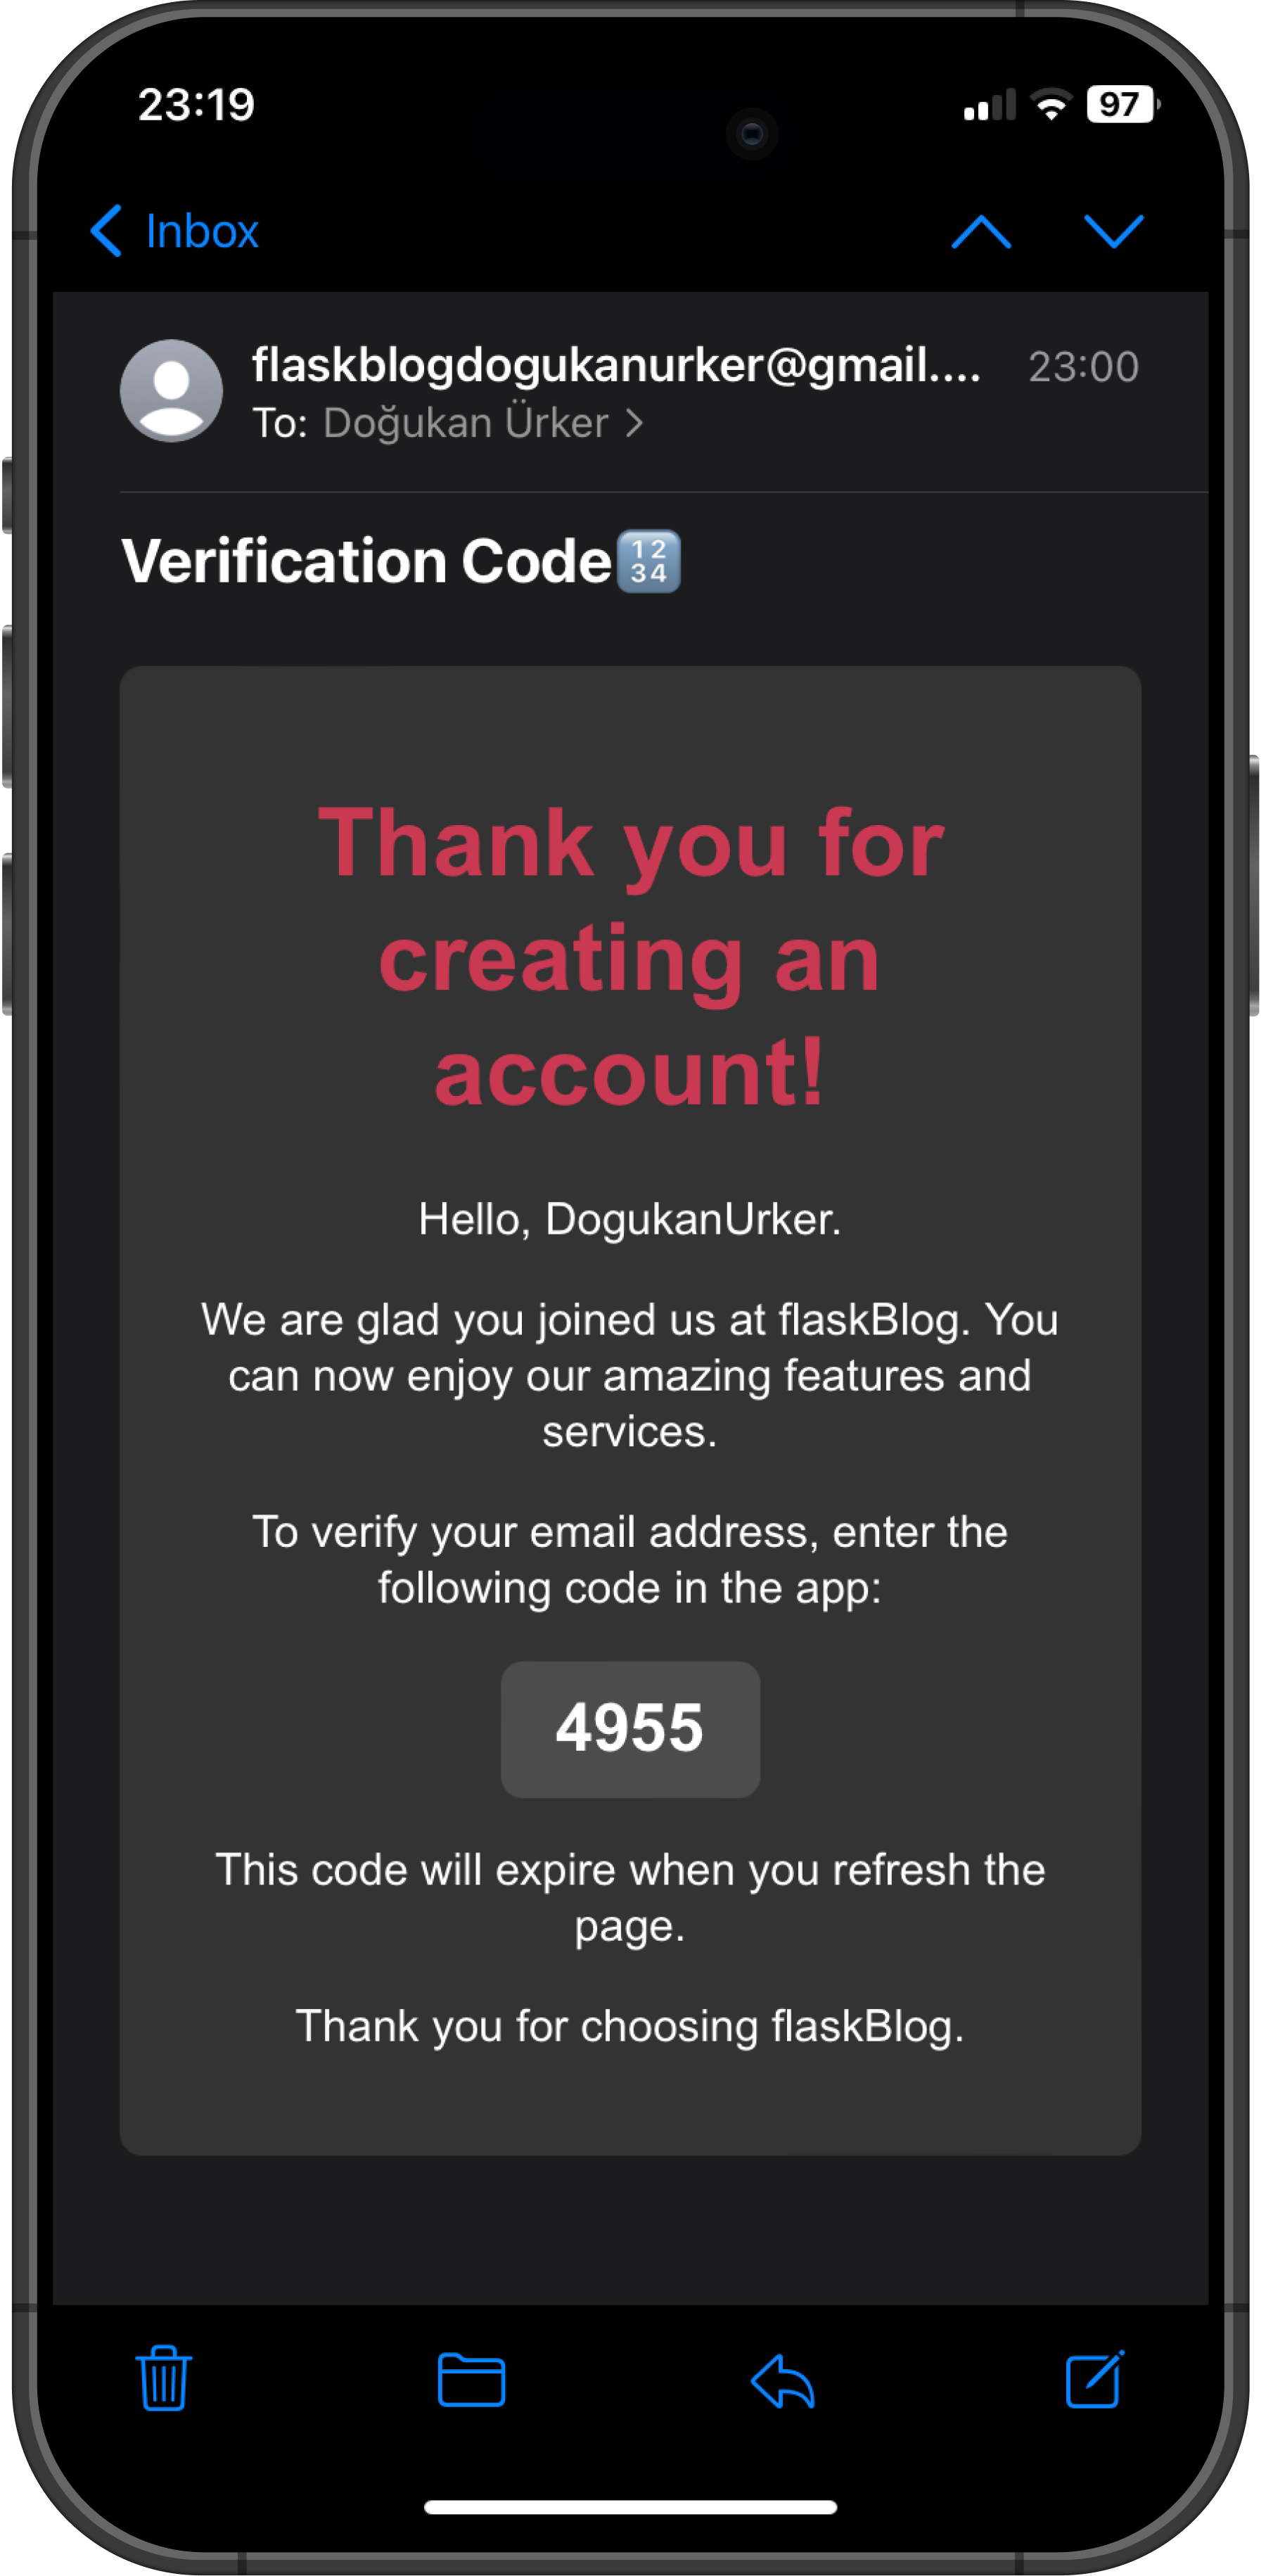 23:19
97
Inbox
flaskblogdogukanurker@gmail....
23:00
To: Doğukan Ürker
Verification Code🔢
Thank you for
creating an
account!
Hello, DogukanUrker.
We are glad you joined us at flaskBlog. You
can now enjoy our amazing features and
services.
To verify your email address, enter the
following code in the app:
4955
This code will expire when you refresh the
page.
Thank you for choosing flaskBlog.